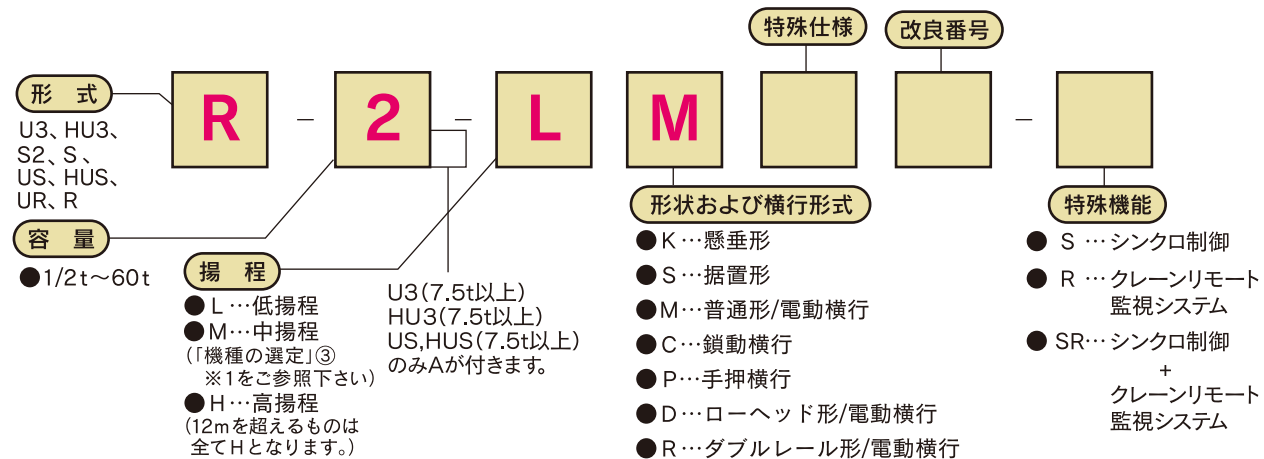 特殊仕様
改良番号
形 式
R - 2 - L M -
U3、HU3、
S2、S、
US、HUS、
UR、R
容 量
●1/2t～60t
揚 程
●L…低揚程
●M…中揚程
(「機種の選定」③
※1をご参照下さい)
●H…高揚程
(12mを超えるものは
全てHとなります。)
U3(7.5t以上)
HU3(7.5t以上)
US,HUS(7.5t以上)
のみAが付きます。
形状および横行形式
●K…懸垂形
●S…据置形
●M…普通形/電動横行
●C…鎖動横行
●P…手押横行
●D…ローヘッド形/電動横行
●R…ダブルレール形/電動横行
特殊機能
● S …シンクロ制御
● R …クレーンリモート
監視システム
● SR…シンクロ制御
+
クレーンリモート
監視システム